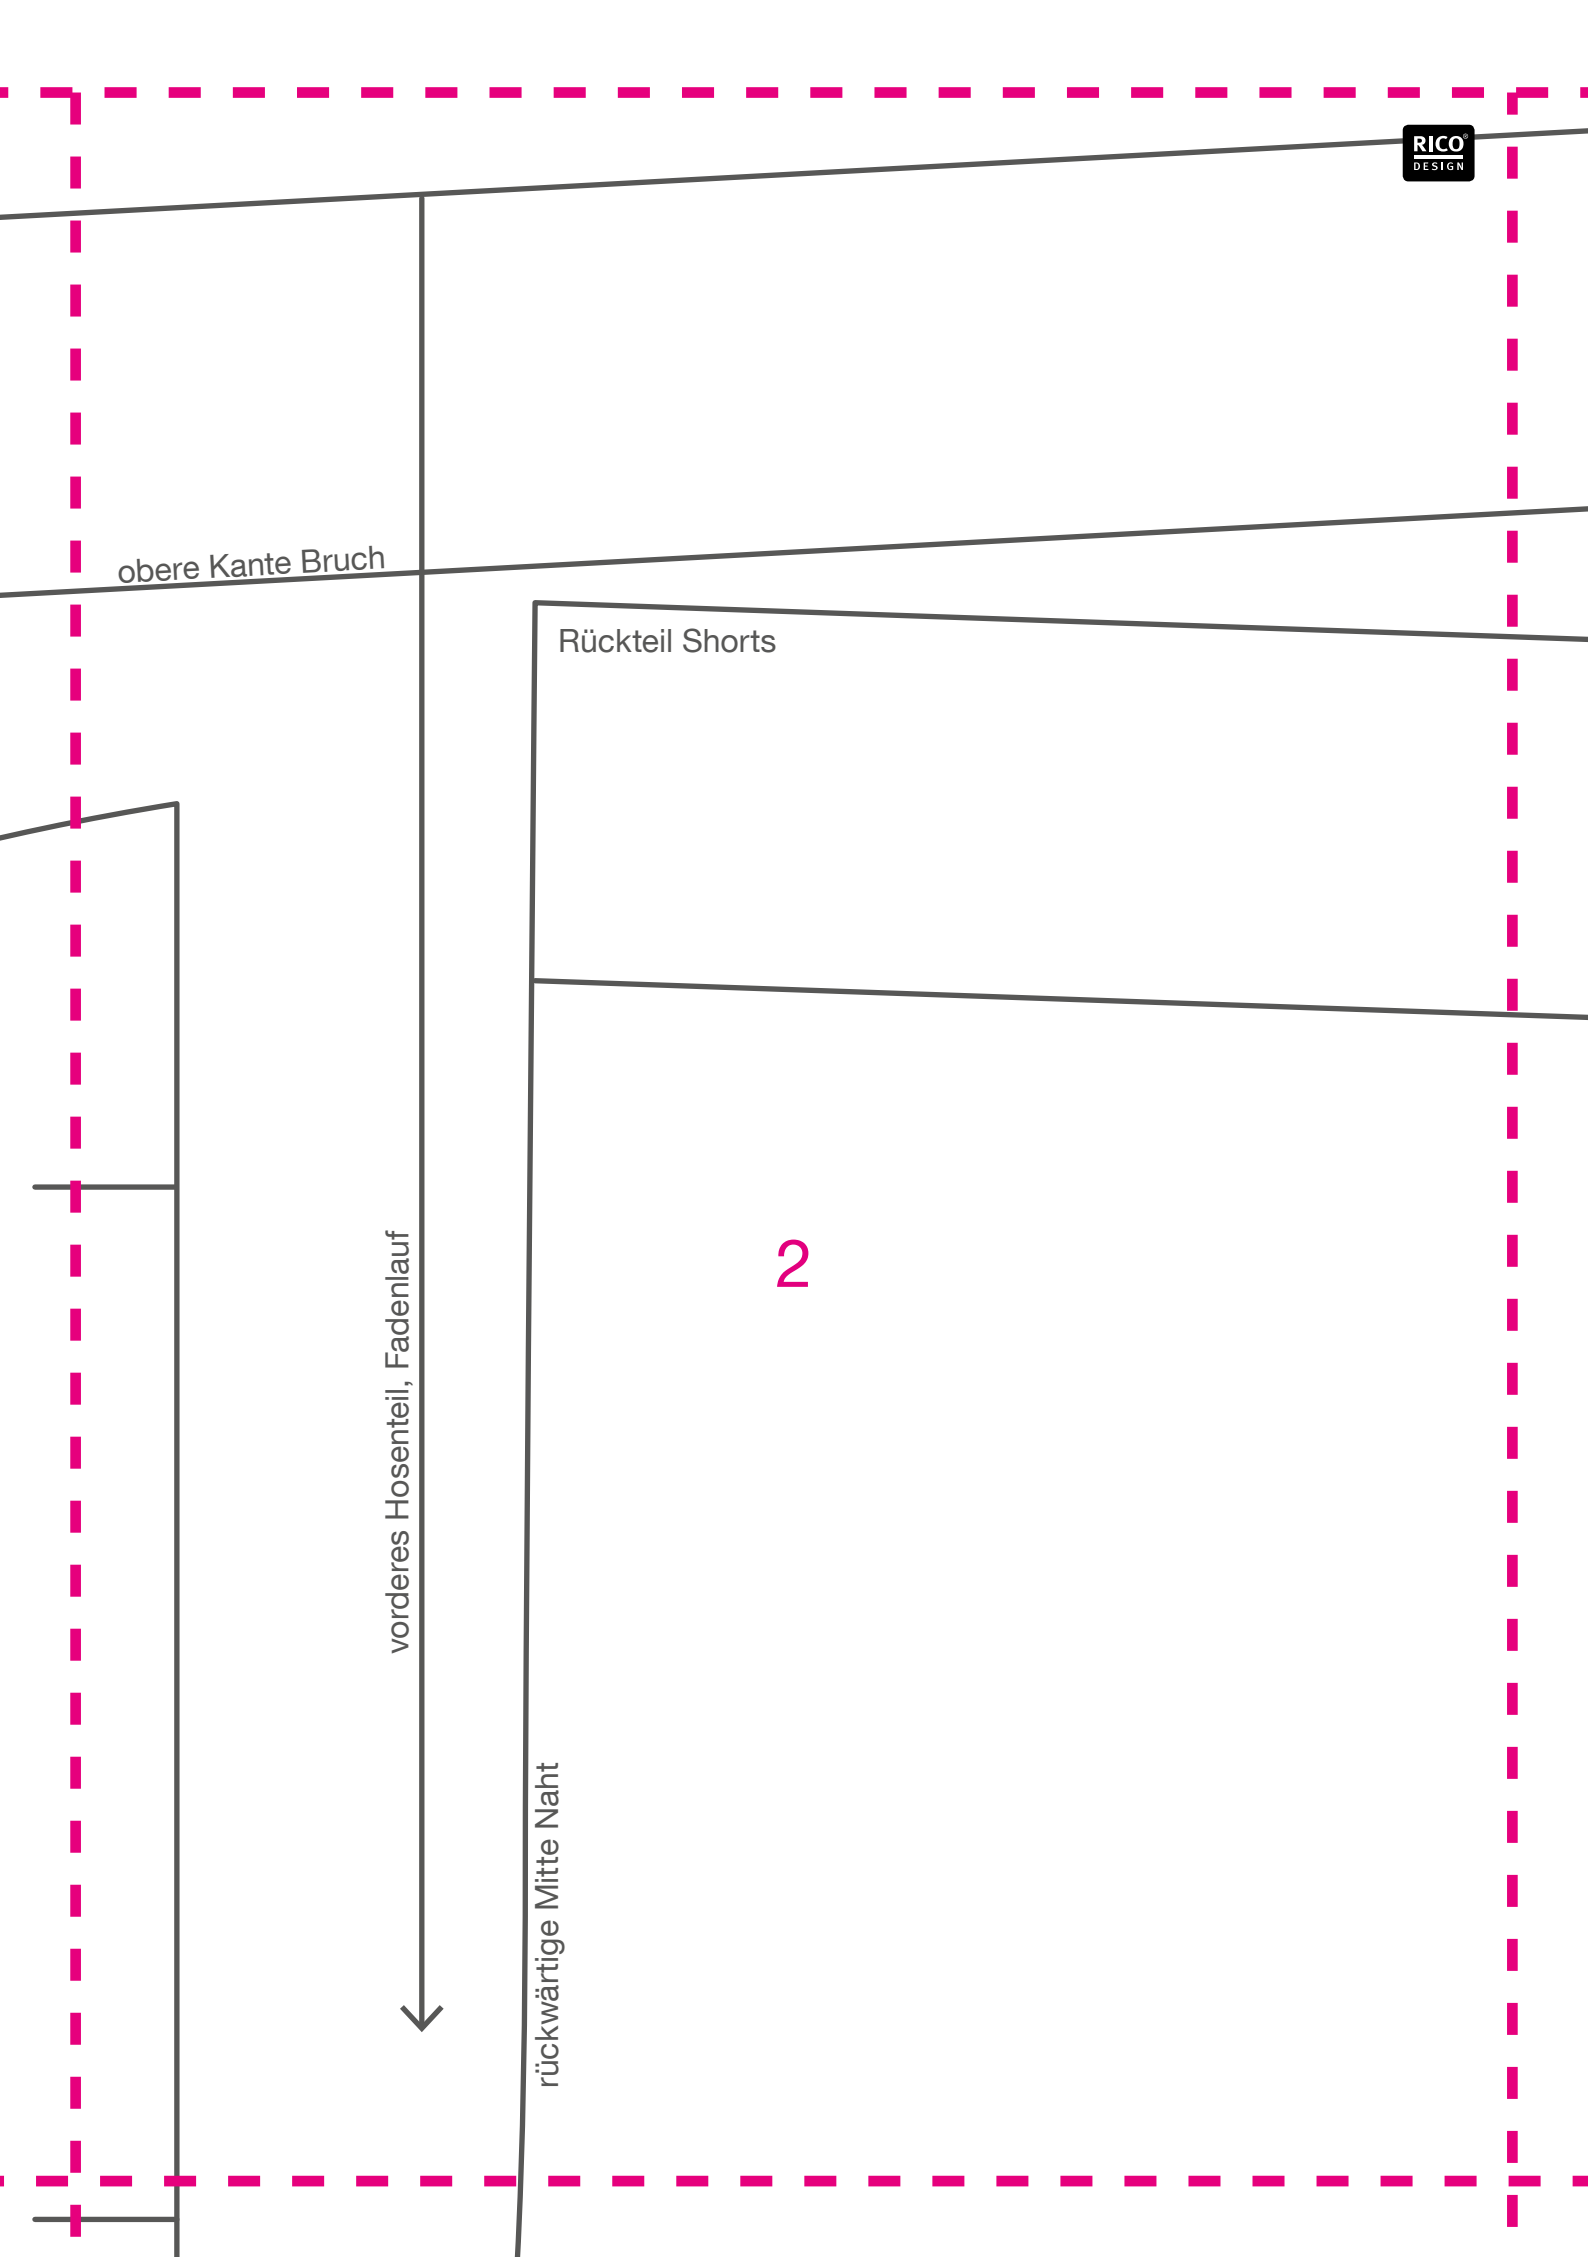 RICO®
DESIGN
obere Kante Bruch
Rückteil Shorts
2
vorderes Hosenteil, Fadenlauf
rückwärtige Mitte Naht